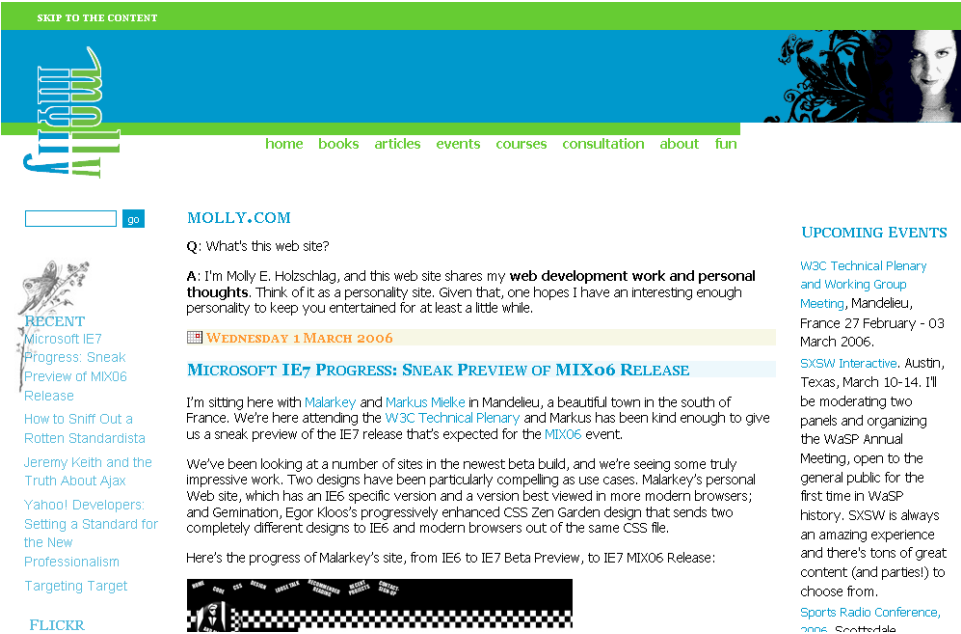 SKIP TO THE CONTENT
molly
home books articles events courses consultation about fun
go
RECENT
Microsoft IE7
Progress: Sneak
Preview of MIX06
Release
How to Sniff Out a
Rotten Standardista
Jeremy Keith and the
Truth About Ajax
Yahoo! Developers:
Setting a Standard for
the New
Professionalism
Targeting Target
FLICKR
MOLLY.COM
Q: What's this web site?
A: I'm Molly E. Holzschlag, and this web site shares my web development work and personal
thoughts. Think of it as a personality site. Given that, one hopes I have an interesting enough
personality to keep you entertained for at least a little while.
WEDNESDAY 1 MARCH 2006
MICROSOFT IE7 PROGRESS: SNEAK PREVIEW OF MIX06 RELEASE
I'm sitting here with Malarkey and Markus Mielke in Mandelieu, a beautiful town in the south of
France. We're here attending the W3C Technical Plenary and Markus has been kind enough to give
us a sneak preview of the IE7 release that's expected for the MIX06 event.
We've been looking at a number of sites in the newest beta build, and we're seeing some truly
impressive work. Two designs have been particularly compelling as use cases. Malarkey's personal
Web site, which has an IE6 specific version and a version best viewed in more modern browsers;
and Gemination, Egor Kloos's progressively enhanced CSS Zen Garden design that sends two
completely different designs to IE6 and modern browsers out of the same CSS file.
Here's the progress of Malarkey's site, from IE6 to IE7 Beta Preview, to IE7 MIX06 Release:
HOME CODE CSS DESIGN LOOSE TALK RECOMMENDED READING RECENT PROJECTS CONTACT SIGN-UP
UPCOMING EVENTS
W3C Technical Plenary
and Working Group
Meeting, Mandelieu,
France 27 February - 03
March 2006.
SXSW Interactive. Austin,
Texas, March 10-14. I'll
be moderating two
panels and organizing
the WaSP Annual
Meeting, open to the
general public for the
first time in WaSP
history. SXSW is always
an amazing experience
and there's tons of great
content (and parties!) to
choose from.
Sports Radio Conference,
2006. Scottsdale